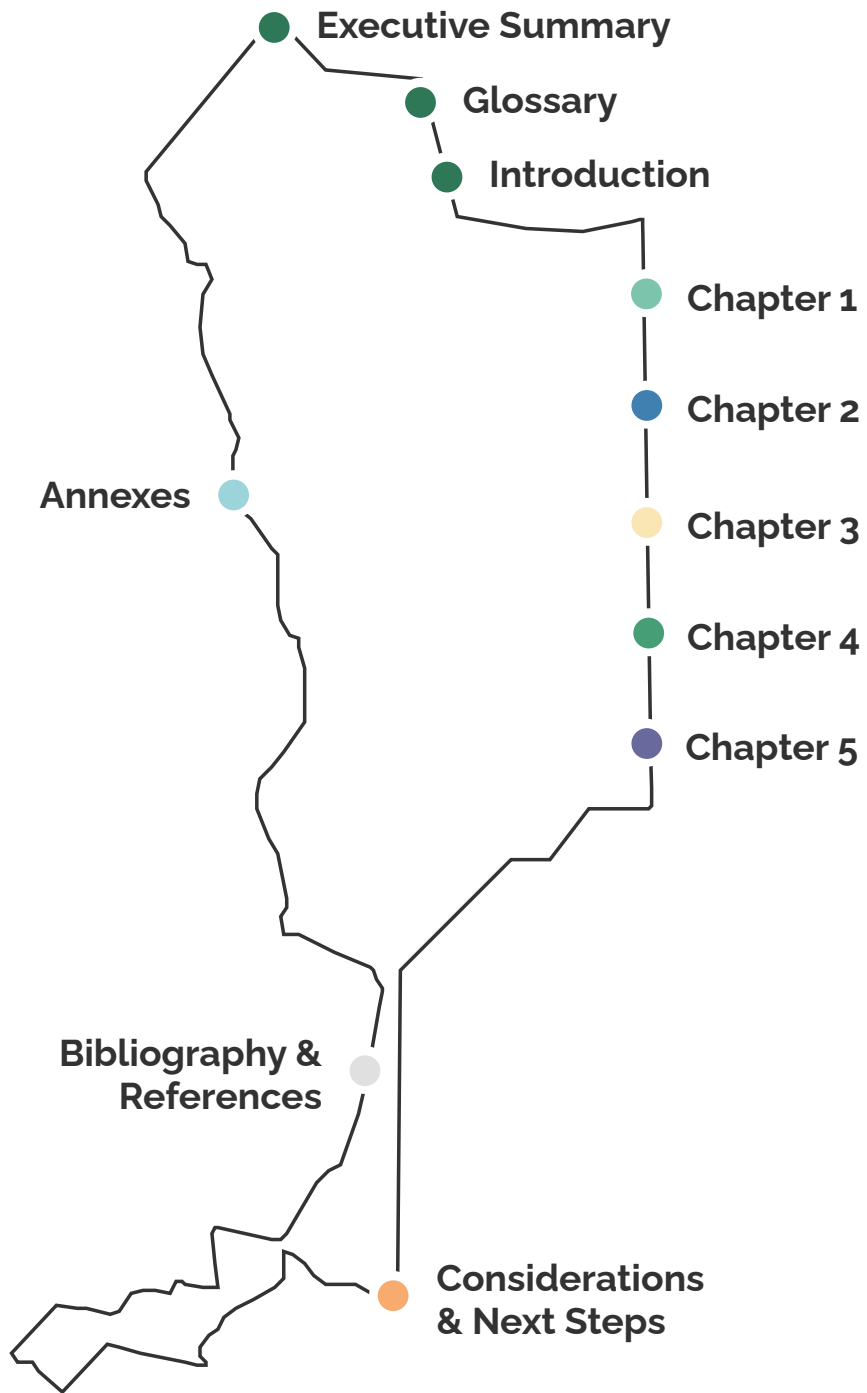 Executive Summary
Glossary
Introduction
Chapter 1
Chapter 2
Chapter 3
Chapter 4
Chapter 5
Considerations
& Next Steps
Bibliography &
References
Annexes